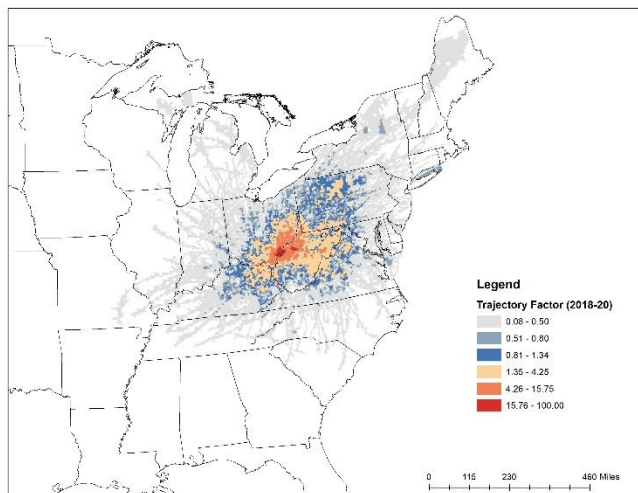 Legend
Trajectory Factor (2018-20)
0.08 - 0.50
0.51 - 0.80
0.81 - 1.34
1.35 - 4.25
4.26 - 15.75
15.76 - 100.00
0 115 230 460 Miles